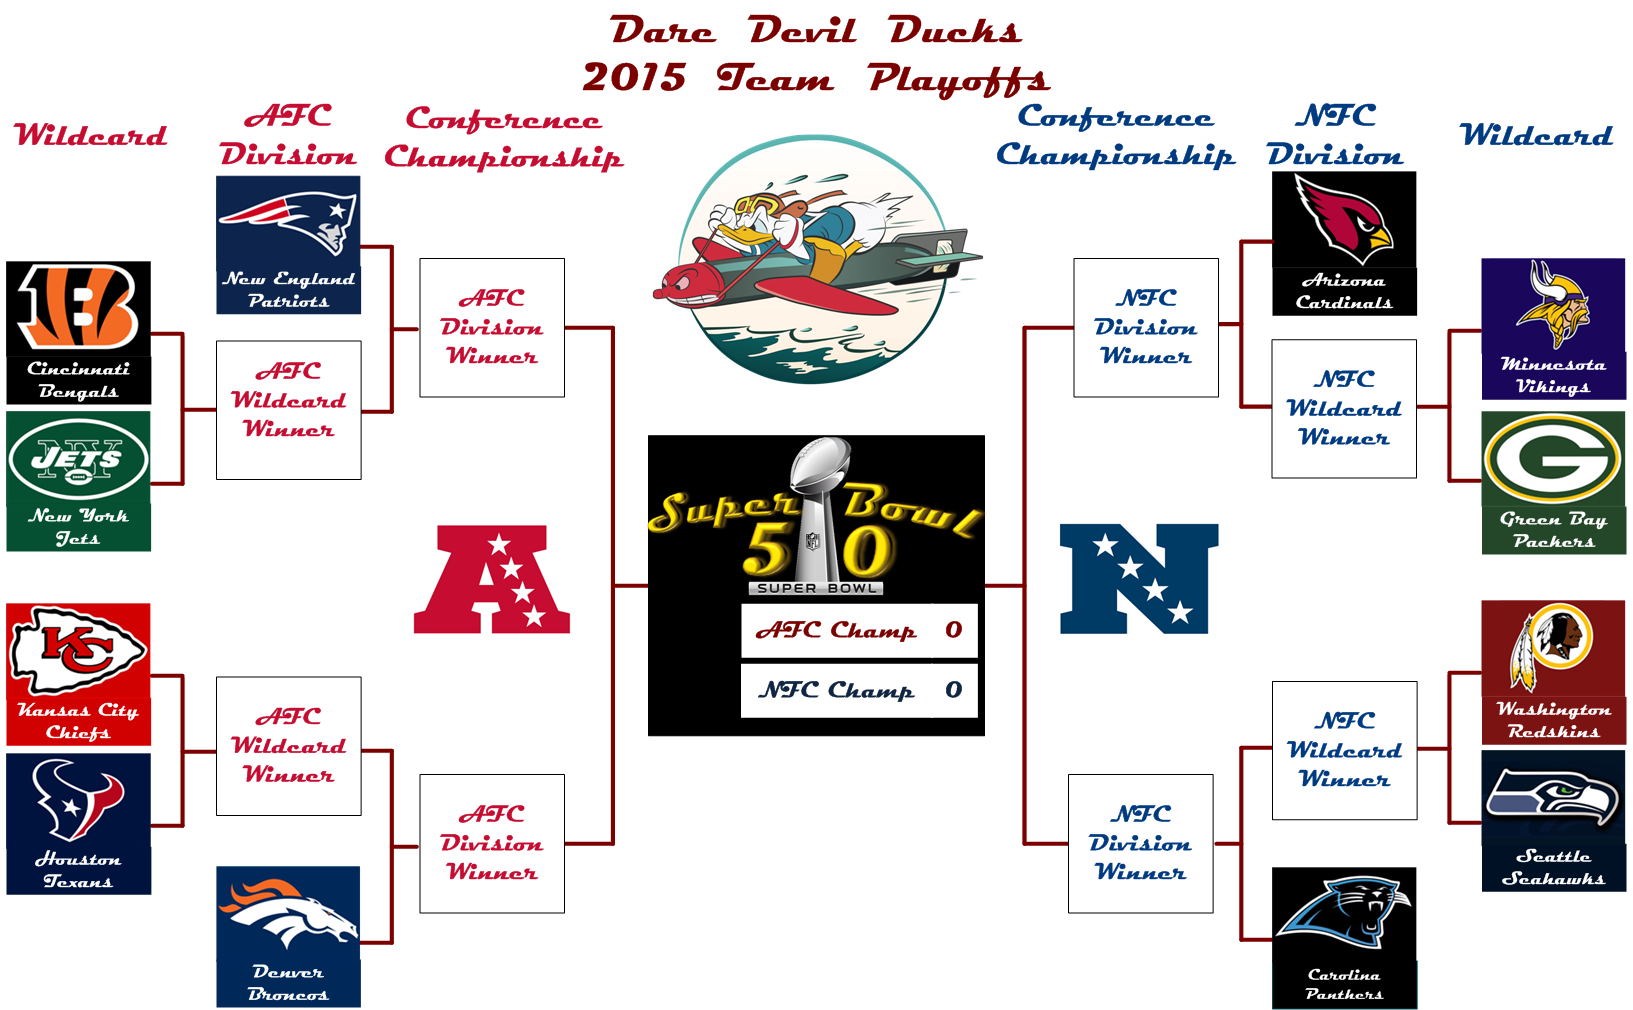 Dare Devil Ducks
2015 Team Playoffs
Wildcard
AFC
Division
Conference
Championship
Conference
Championship
NFC
Division
Wildcard
New England
Patriots
B
Cincinnati
Bengals
AFC
Wildcard
Winner
NY
JETS
New York
Jets
AFC
Division
Winner
NFC
Division
Winner
Arizona
Cardinals
NFC
Wildcard
Winner
Minnesota
Vikings
G
Green Bay
Packers
A
Super Bowl
50
NFL
SUPER BOWL
AFC Champ 0
NFC Champ 0
N
KC
Kansas City
Chiefs
Houston
Texans
AFC
Wildcard
Winner
Denver
Broncos
AFC
Division
Winner
NFC
Division
Winner
NFC
Wildcard
Winner
Carolina
Panthers
Washington
Redskins
Seattle
Seahawks